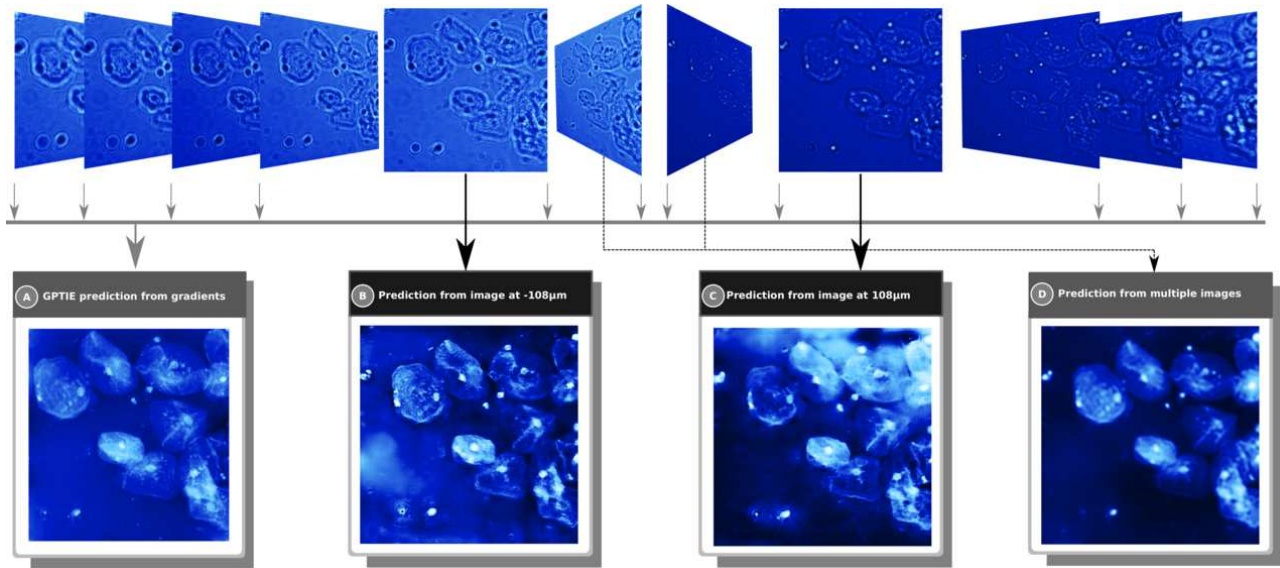 A GPTIE prediction from gradients
B Prediction from image at -108μm
C Prediction from image at 108μm
D Prediction from multiple images